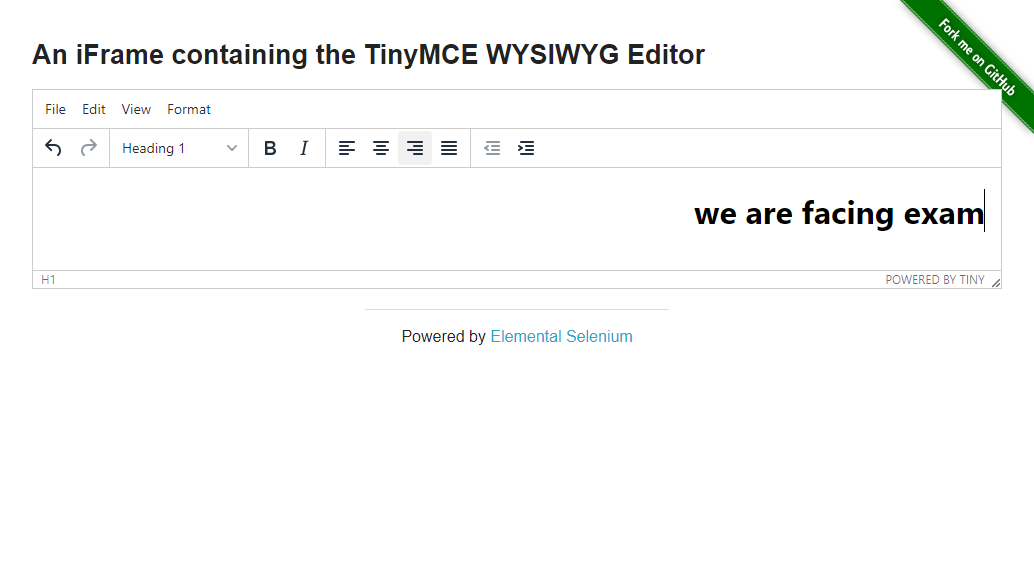 Fork me on GitHub
An iFrame containing the TinyMCE WYSIWYG Editor
File Edit View Format
Heading 1 B I
we are facing exam
H1 POWERED BY TINY
Powered by Elemental Selenium